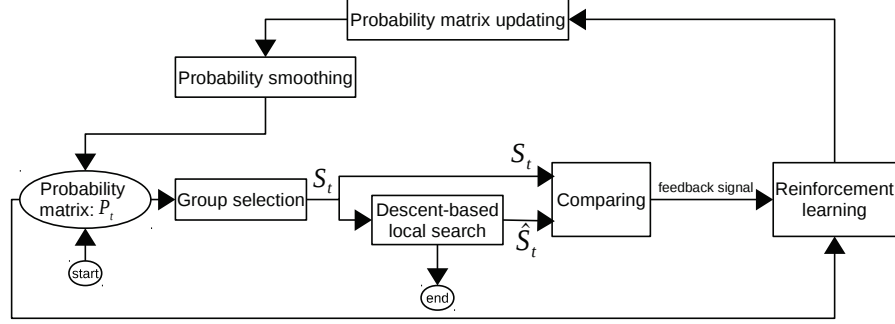 Probability matrix updating
Probability smoothing
Probability
matrix: P_t
Group selection
S_t
S_t
Descent-based
local search
Ŝ_t
Comparing
feedback signal
Reinforcement
learning
start
end